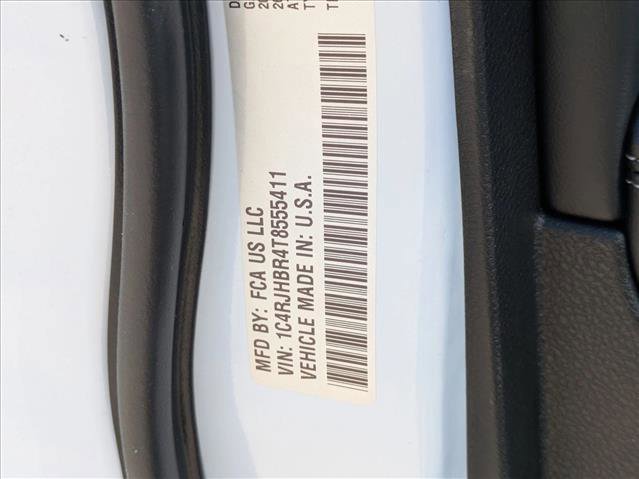 MFD BY: FCA US LLC
VIN: 1C4RJHBR4T8555411
VEHICLE MADE IN: U.S.A.